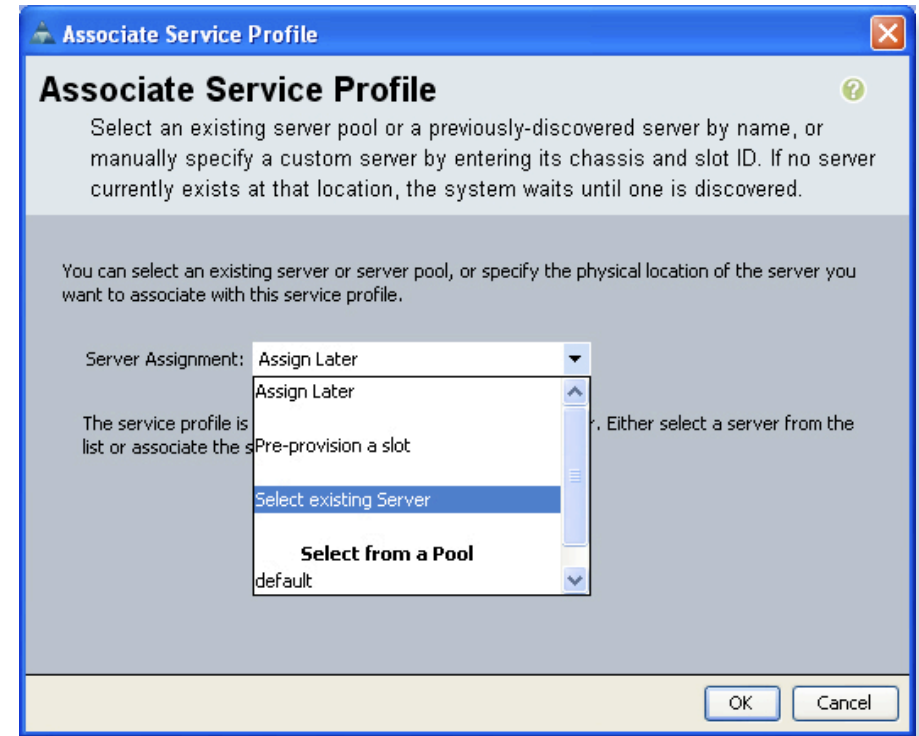 Associate Service Profile
Associate Service Profile
Select an existing server pool or a previously-discovered server by name, or
manually specify a custom server by entering its chassis and slot ID. If no server
currently exists at that location, the system waits until one is discovered.
You can select an existing server or server pool, or specify the physical location of the server you
want to associate with this service profile.
Server Assignment: Assign Later
Assign Later
The service profile is . Either select a server from the
list or associate the s
Pre-provision a slot
Select existing Server
Select from a Pool
default
OK Cancel